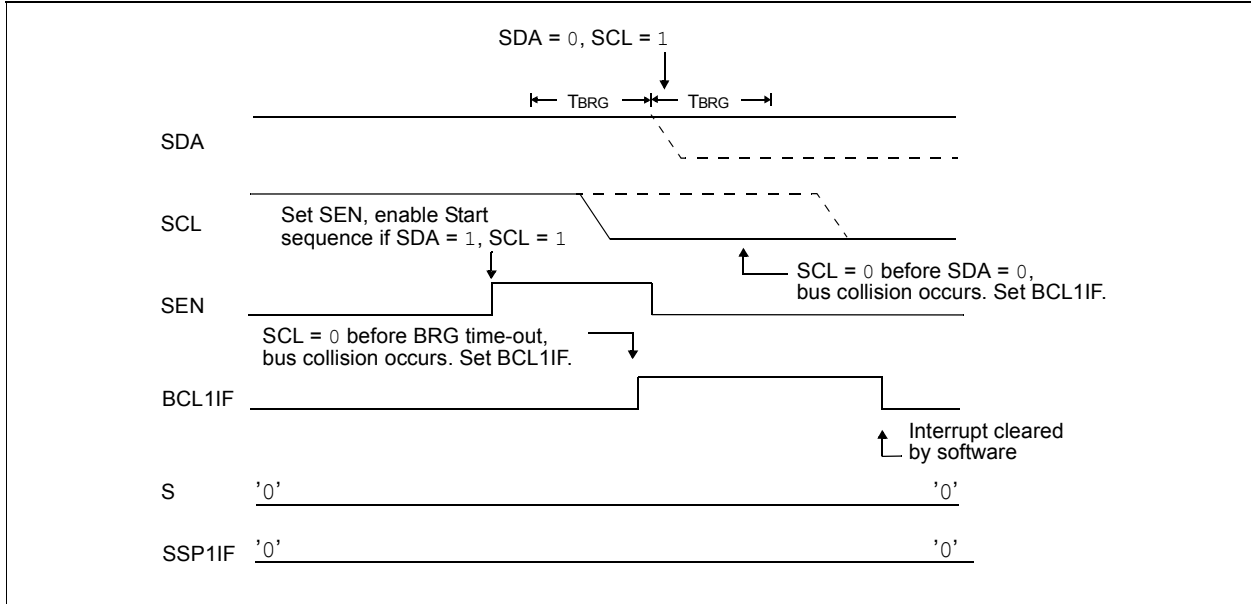 SDA = 0, SCL = 1
TBRG TBRG
SDA
SCL
Set SEN, enable Start
sequence if SDA = 1, SCL = 1
SCL = 0 before SDA = 0,
bus collision occurs. Set BCL1IF.
SEN
SCL = 0 before BRG time-out,
bus collision occurs. Set BCL1IF.
BCL1IF
Interrupt cleared
by software
S '0' '0'
SSP1IF '0' '0'